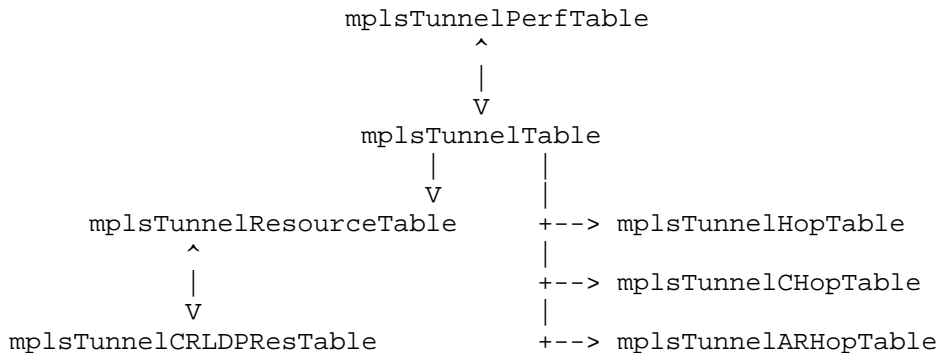 mplsTunnelPerfTable
^
|
V
mplsTunnelTable
| |
V |
mplsTunnelResourceTable +--> mplsTunnelHopTable
^ |
| +--> mplsTunnelCHopTable
V |
mplsTunnelCRLDPResTable +--> mplsTunnelARHopTable